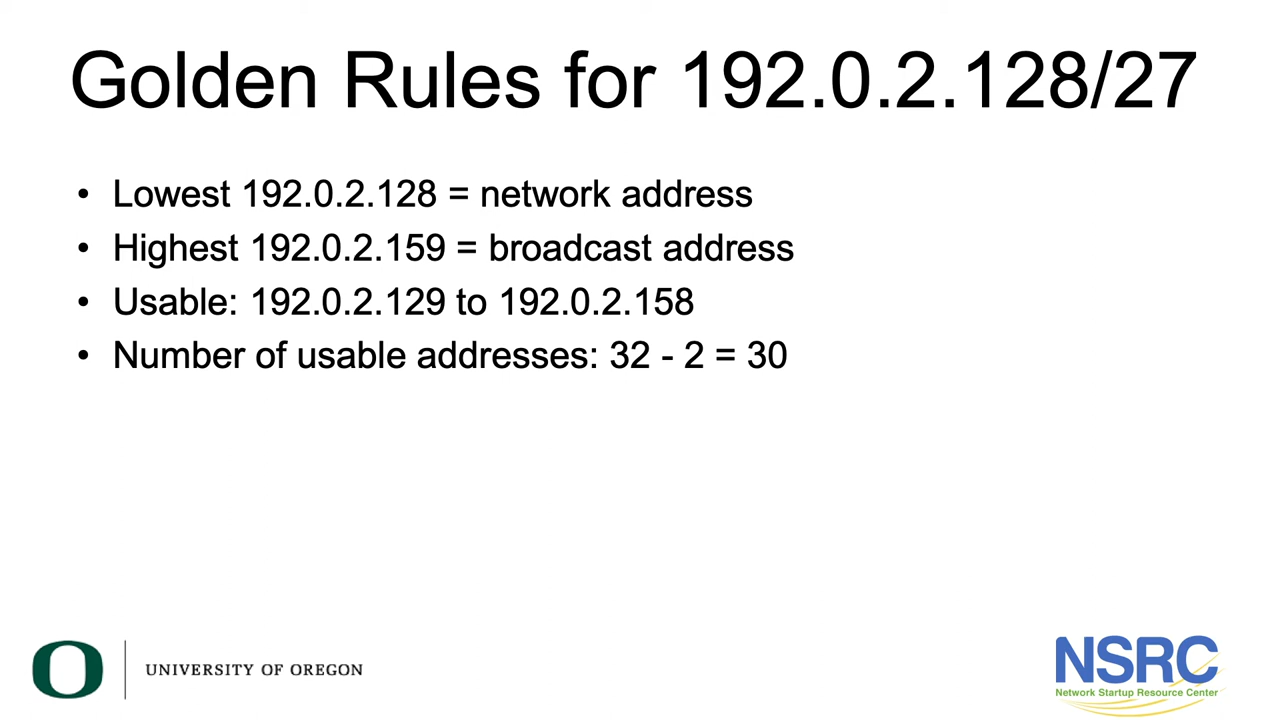 Golden Rules for 192.0.2.128/27
• Lowest 192.0.2.128 = network address
• Highest 192.0.2.159 = broadcast address
• Usable: 192.0.2.129 to 192.0.2.158
• Number of usable addresses: 32 - 2 = 30
O
UNIVERSITY OF OREGON
NSRC
Network Startup Resource Center